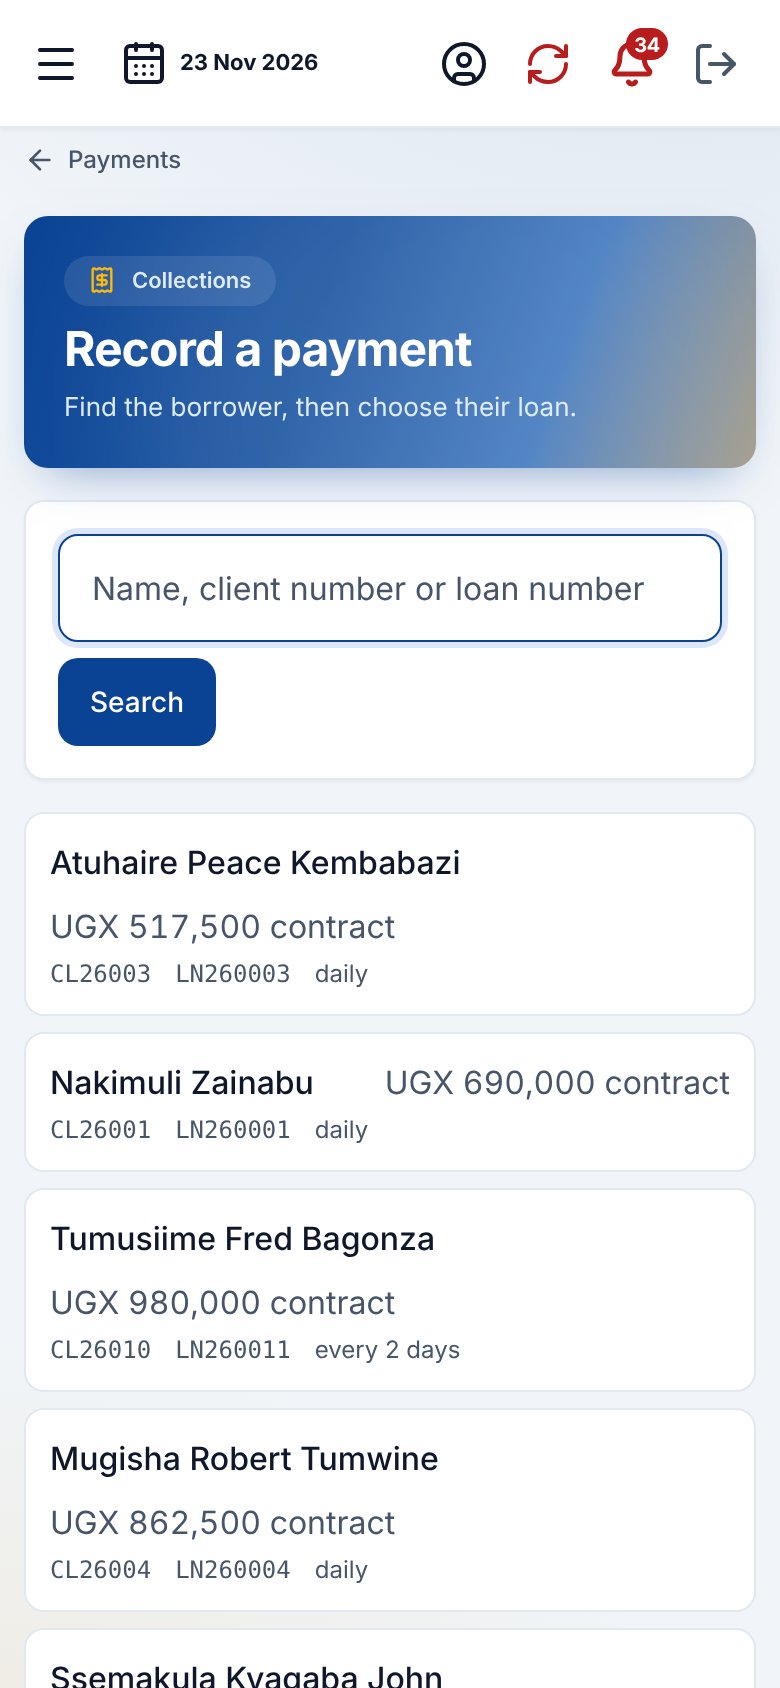 23 Nov 2026
34
Payments
Collections
Record a payment
Find the borrower, then choose their loan.
Name, client number or loan number
Search
Atuhaire Peace Kembabazi
UGX 517,500 contract
CL26003 LN260003 daily
Nakimuli Zainabu UGX 690,000 contract
CL26001 LN260001 daily
Tumusiime Fred Bagonza
UGX 980,000 contract
CL26010 LN260011 every 2 days
Mugisha Robert Tumwine
UGX 862,500 contract
CL26004 LN260004 daily
Ssemakula Kyagaba John